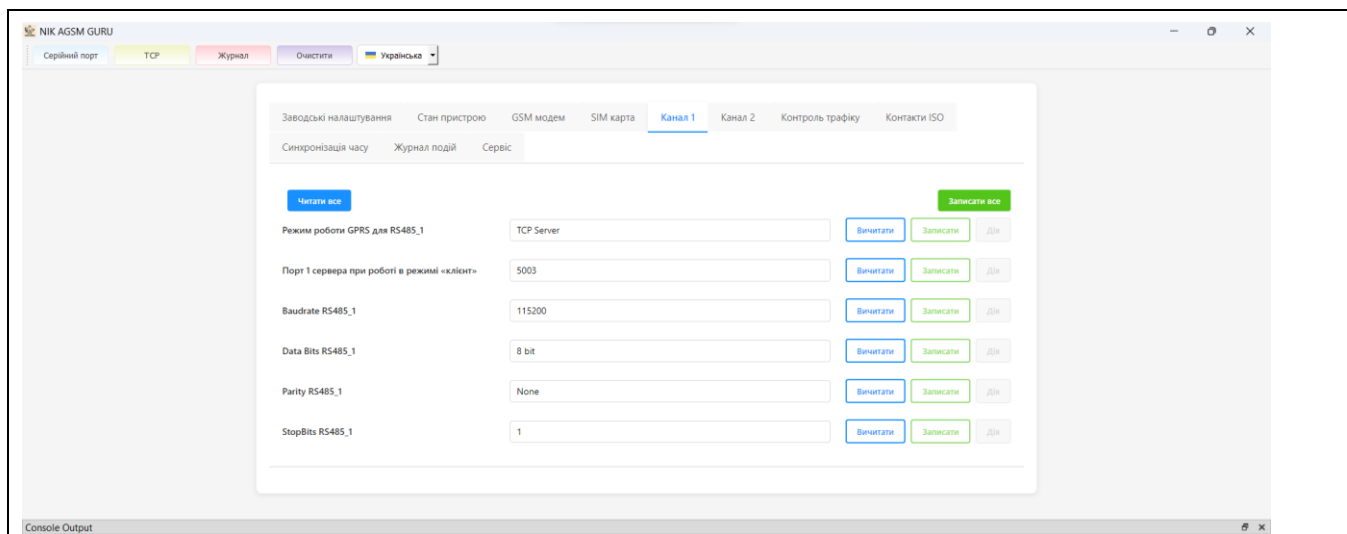 NIK AGSM GURU
Серійний порт TCP Журнал Очистити Українська
Заводські налаштування Стан пристрою GSM модем SIM карта Канал 1 Канал 2 Контроль трафіку Контакти ISO
Синхронізація часу Журнал подій Сервіс
Читати все Записати все
Режим роботи GPRS для RS485_1 TCP Server Вичитати Записати Дія
Порт 1 сервера при роботі в режимі «клієнт» 5003 Вичитати Записати Дія
Baudrate RS485_1 115200 Вичитати Записати Дія
Data Bits RS485_1 8 bit Вичитати Записати Дія
Parity RS485_1 None Вичитати Записати Дія
StopBits RS485_1 1 Вичитати Записати Дія
Console Output